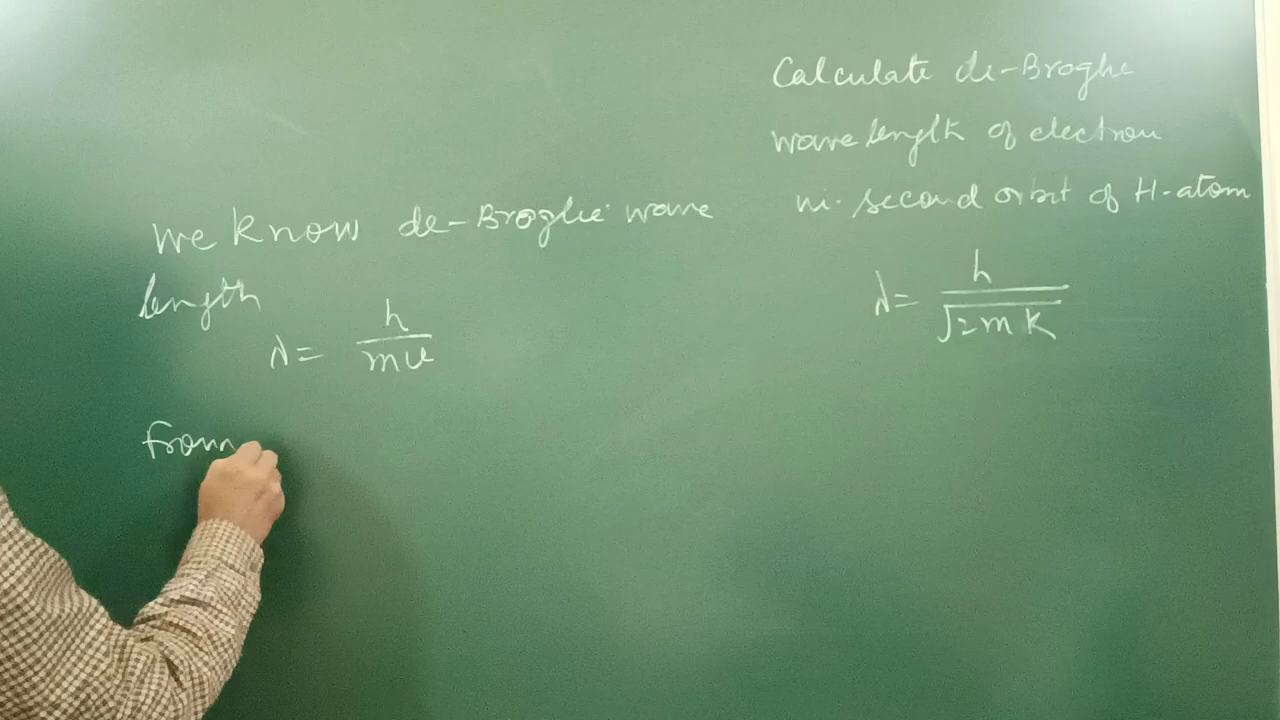 Calculate de-Broglie
wave length of electron
in second orbit of H-atom
λ = h / √2mK
we know de-Broglie wave
length
λ = h / mv
from